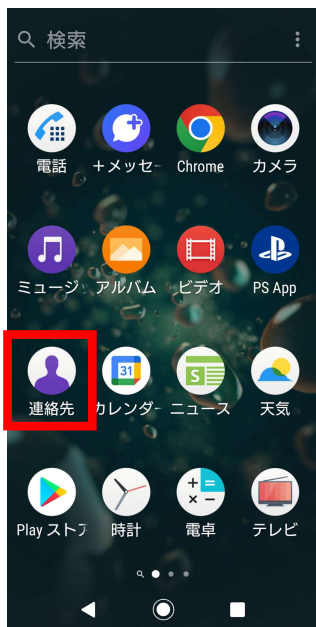 検索
電話 +メッセー Chrome カメラ
ミュージ アルバム ビデオ PS App
連絡先 カレンダー ニュース 天気
31
S
Play スト 時計 電卓 テレビ